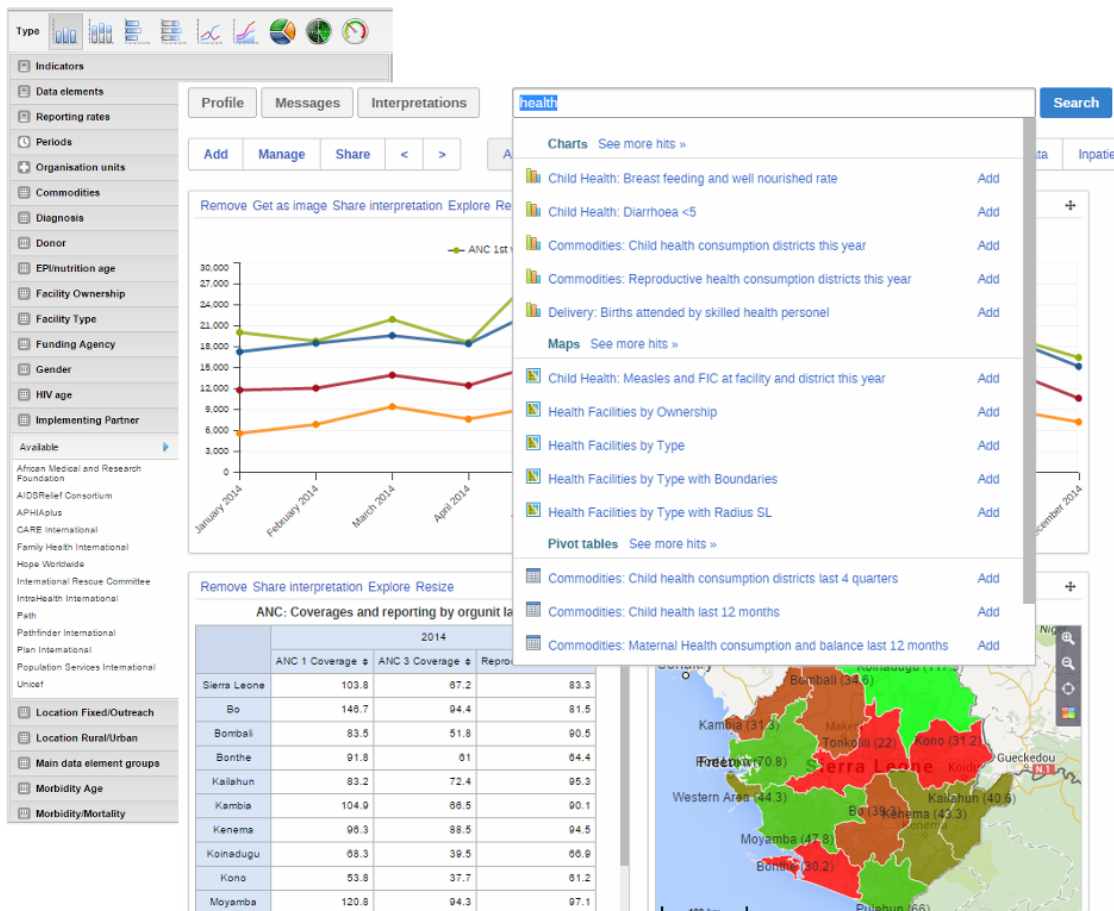 Type
Indicators
Data elements
Reporting rates
Periods
Organisation units
Commodities
Diagnosis
Donor
EPI/nutrition age
Facility Ownership
Facility Type
Funding Agency
Gender
HIV age
Implementing Partner
Available
African Medical and Research
Foundation
AIDSRelief Consortium
APHIAplus
CARE International
Family Health International
Hope Worldwide
International Rescue Committee
IntraHealth International
Path
Pathfinder International
Plan International
Population Services International
Unicef
Location Fixed/Outreach
Location Rural/Urban
Main data element groups
Morbidity Age
Morbidity/Mortality
Profile Messages Interpretations health Search
Add Manage Share < > A
ta Inpatie
Charts See more hits »
Child Health: Breast feeding and well nourished rate Add
Child Health: Diarrhoea <5 Add
Commodities: Child health consumption districts this year Add
Commodities: Reproductive health consumption districts this year Add
Delivery: Births attended by skilled health personel Add
Maps See more hits »
Child Health: Measles and FIC at facility and district this year Add
Health Facilities by Ownership Add
Health Facilities by Type Add
Health Facilities by Type with Boundaries Add
Health Facilities by Type with Radius SL Add
Pivot tables See more hits »
Commodities: Child health consumption districts last 4 quarters Add
Commodities: Child health last 12 months Add
Commodities: Maternal Health consumption and balance last 12 months Add
Remove Get as image Share interpretation Explore Re
ANC 1st v
30,000
27,000
24,000
21,000
18,000
15,000
12,000
9,000
6,000
3,000
0
January 2014
February 2014
March 2014
April 2014
ecember 2014
Remove Share interpretation Explore Resize
ANC: Coverages and reporting by orgunit la
2014
ANC 1 Coverage ANC 3 Coverage Repro
Sierra Leone 103.8 67.2 83.3
Bo 146.7 94.4 81.5
Bombali 83.5 51.8 90.5
Bonthe 91.8 61 64.4
Kailahun 83.2 72.4 95.3
Kambia 104.9 66.5 90.1
Kenema 96.3 88.5 94.5
Koinadugu 68.3 39.5 66.9
Kono 53.8 37.7 61.2
Moyamba 120.8 94.3 97.1
Niger
Bombali (34.6)
Kambia (31.3)
Make
Tonkolili (22)
Kono (31.2)
Sierra Leone
Koidu
Gueckedou
N1
Western Area (44.3)
Bo (39.3)
Kailahun (40.6)
Kenema (43.3)
Kenema
Moyamba (47.8)
Bonthe (30.2)
Pujehun (66)